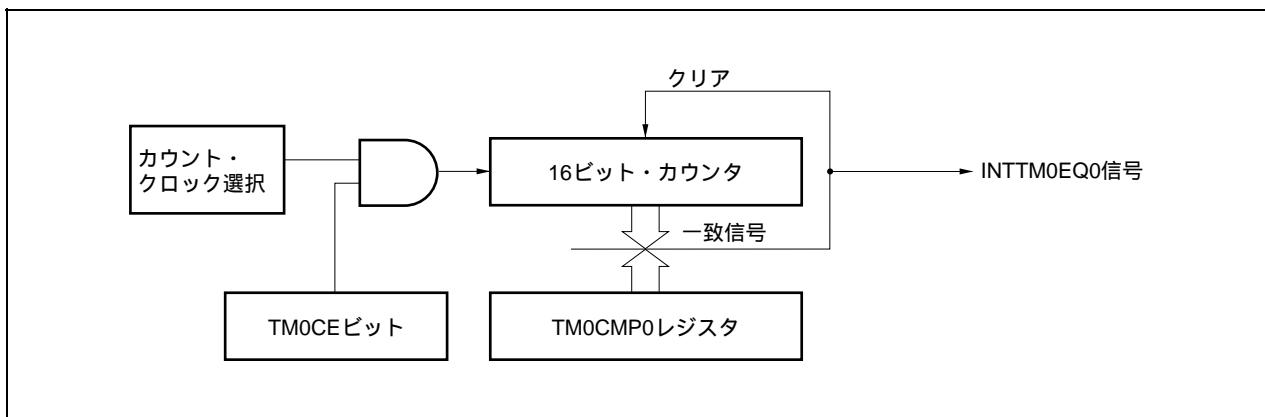 クリア
カウント・
クロック選択
16ビット・カウンタ
INTTM0EQ0信号
一致信号
TM0CEビット
TM0CMP0レジスタ